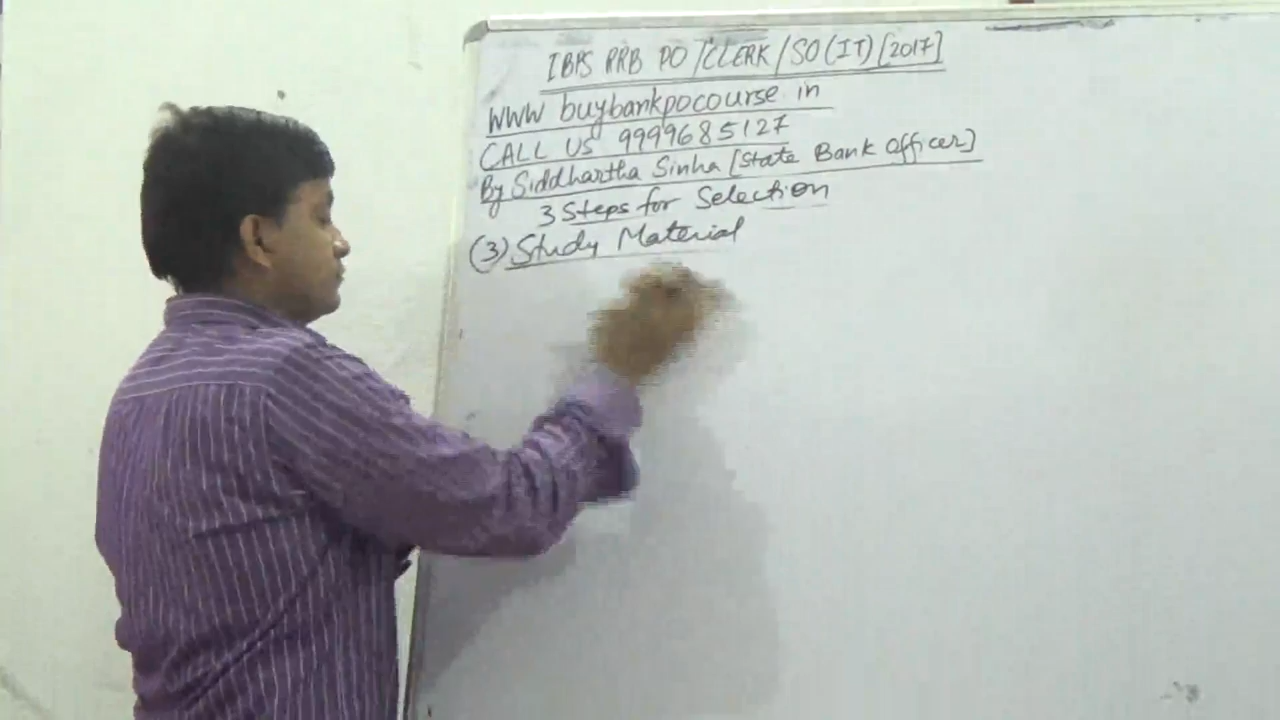 IBPS RRB PO/CLERK/SO(IT)[2017]
WWW buybankpocourse in
CALL US 9999685127
By Siddhartha Sinha [State Bank Officer]
3 Steps for Selection
(3) Study Material